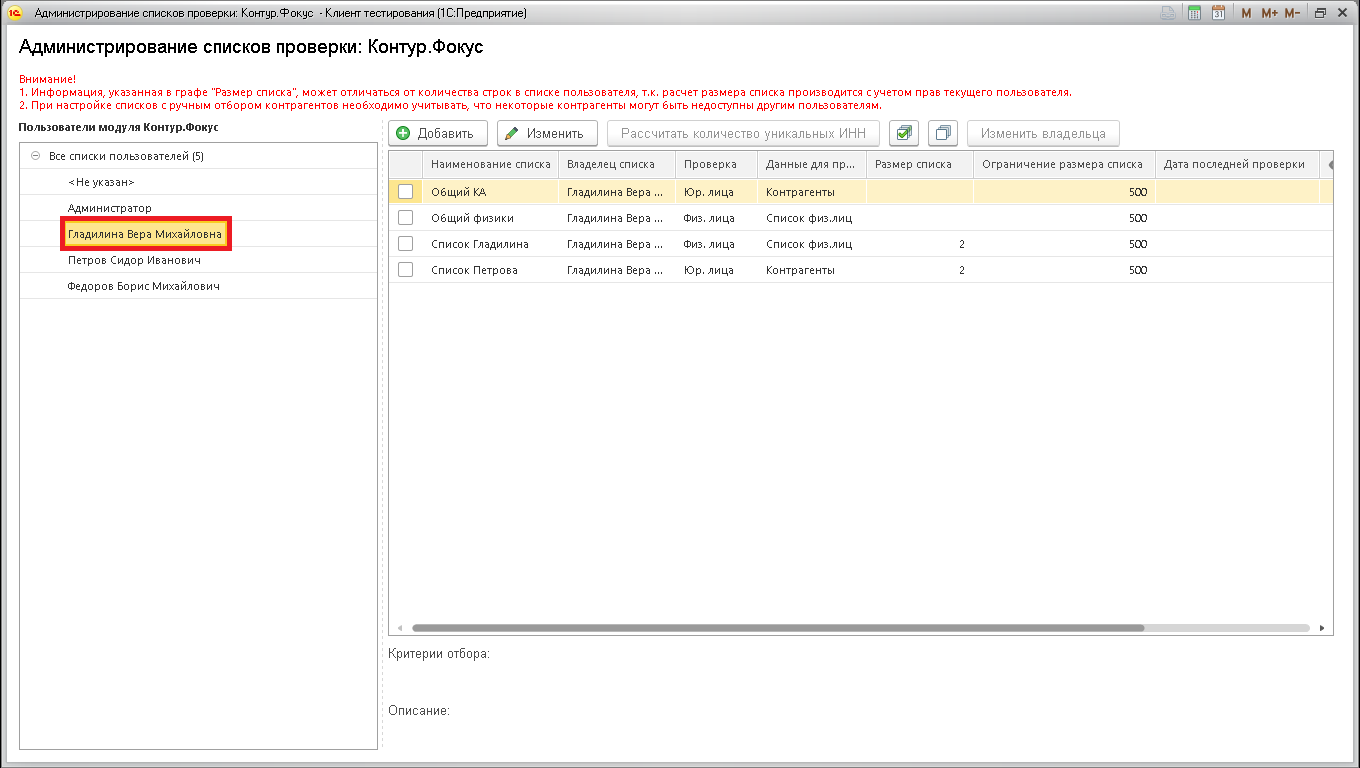 Администрирование списков проверки: Контур.Фокус - Клиент тестирования (1С:Предприятие)
31 M M+ M-
Администрирование списков проверки: Контур.Фокус
Внимание!
1. Информация, указанная в графе "Размер списка", может отличаться от количества строк в списке пользователя, т.к. расчет размера списка производится с учетом прав текущего пользователя.
2. При настройке списков с ручным отбором контрагентов необходимо учитывать, что некоторые контрагенты могут быть недоступны другим пользователям.
Пользователи модуля Контур.Фокус
Все списки пользователей (5)
<Не указан>
Администратор
Гладилина Вера Михайловна
Петров Сидор Иванович
Федоров Борис Михайлович
Добавить Изменить Рассчитать количество уникальных ИНН Изменить владельца
Наименование списка Владелец списка Проверка Данные для пр... Размер списка Ограничение размера списка Дата последней проверки
Общий КА Гладилина Вера ... Юр. лица Контрагенты 500
Общий физики Гладилина Вера ... Физ. лица Список физ.лиц 500
Список Гладилина Гладилина Вера ... Физ. лица Список физ.лиц 2 500
Список Петрова Гладилина Вера ... Юр. лица Контрагенты 2 500
Критерии отбора:
Описание: